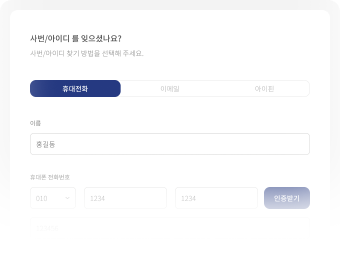 사번/아이디 를 잊으셨나요?
사번/아이디 찾기 방법을 선택해 주세요.
휴대전화 이메일 아이핀
이름
홍길동
휴대폰 전화번호
010 1234 1234 인증받기